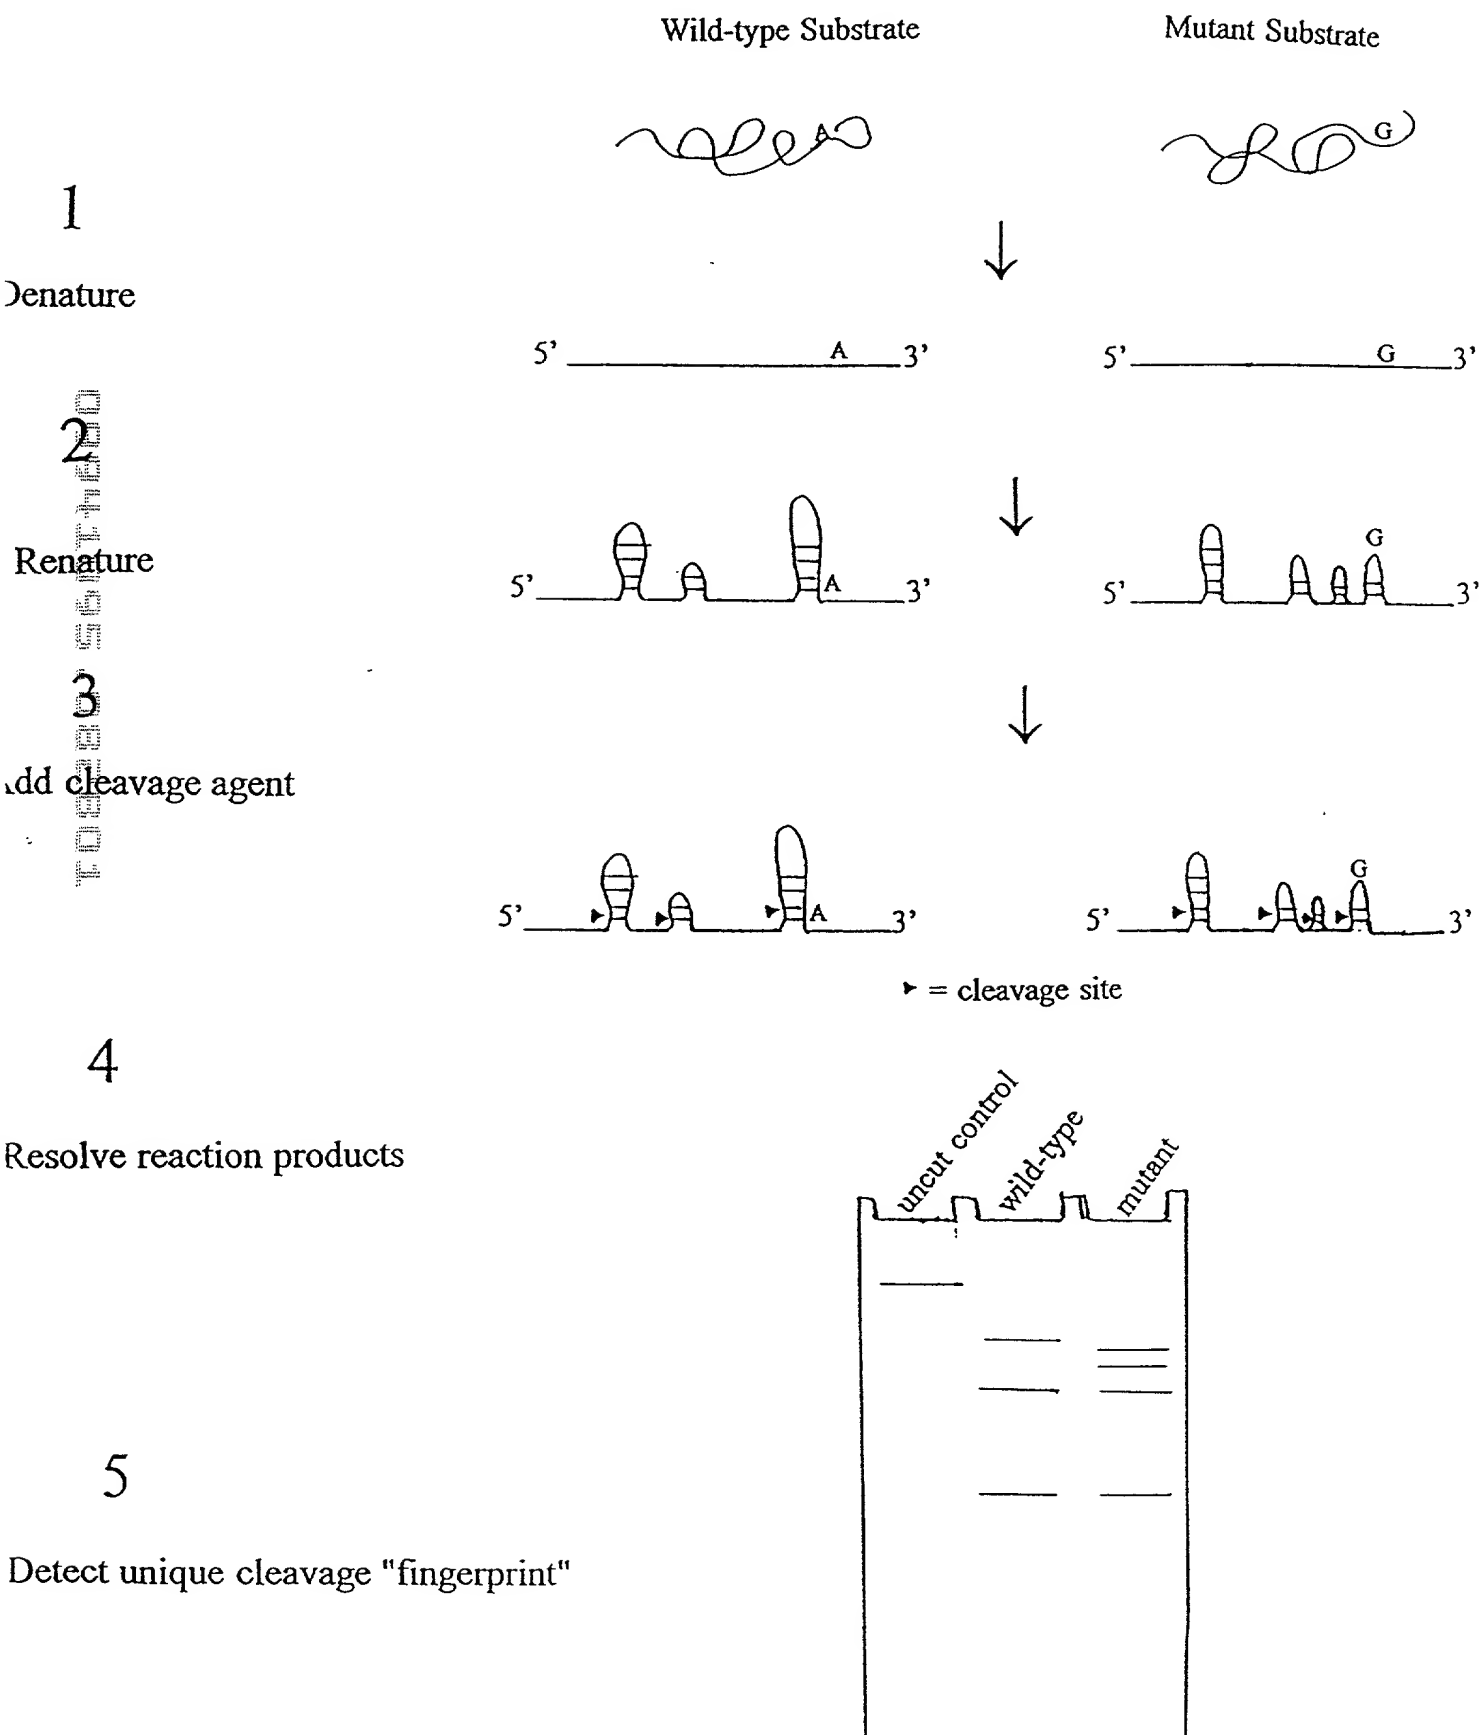 Wild-type Substrate Mutant Substrate
A G
1
Denature
5' A 3' 5' G 3'
2
Renature
G
5' A 3' 5' 3'
3
Add cleavage agent
G
5' A 3' 5' 3'
= cleavage site
4
Resolve reaction products
uncut control
wild-type
mutant
5
Detect unique cleavage "fingerprint"